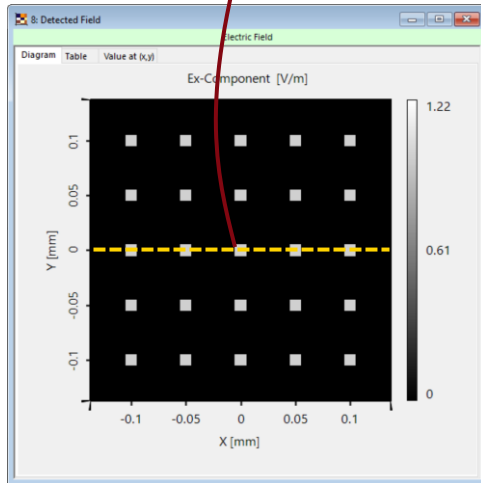 8: Detected Field
Electric Field
Diagram Table Value at (x,y)
Ex-Component [V/m]
1.22
0.1
0.05
0
0.61
-0.05
-0.1
0
Y [mm]
-0.1 -0.05 0 0.05 0.1
X [mm]